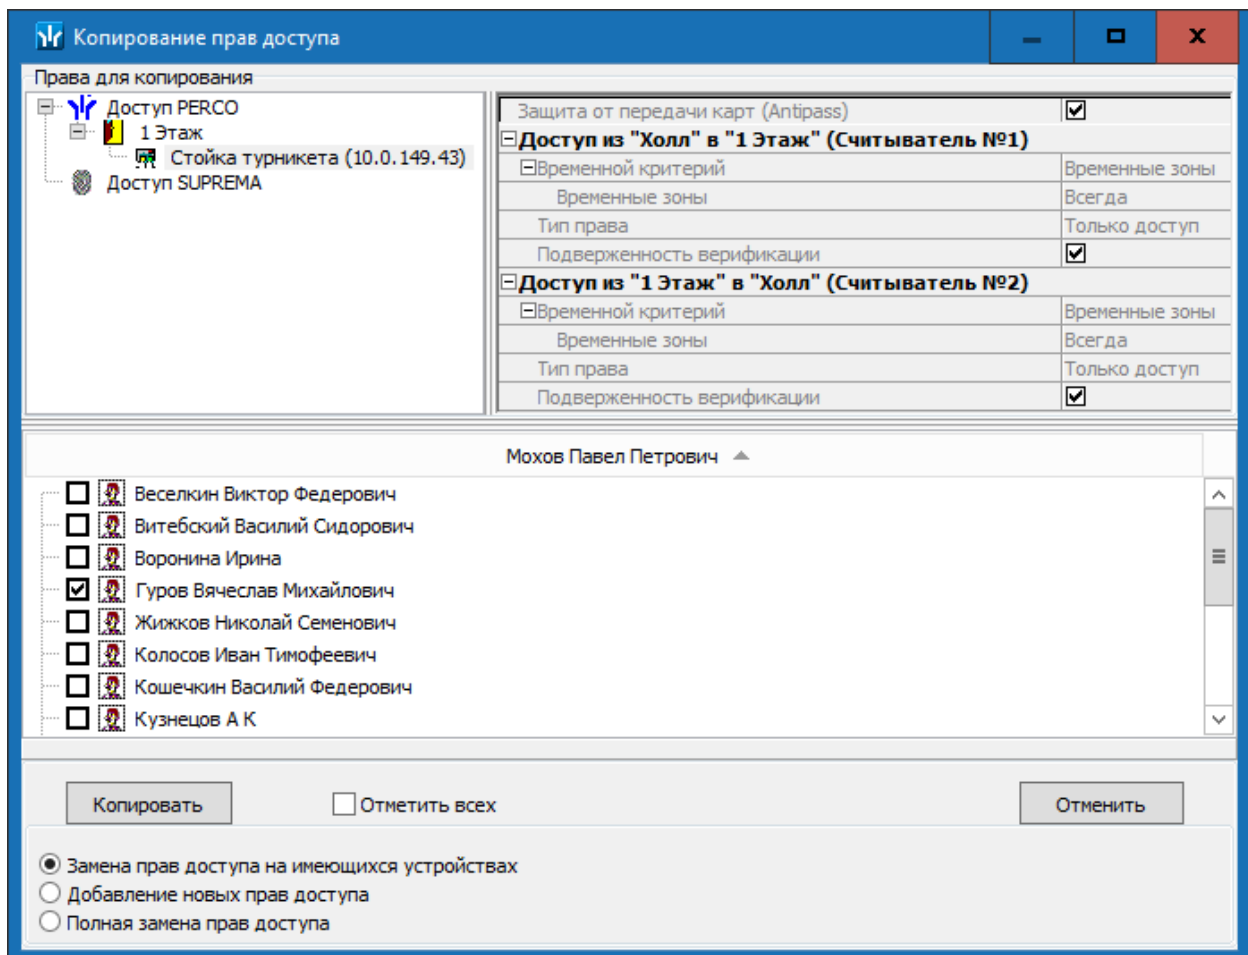 Копирование прав доступа
Права для копирования
Доступ PERCO
1 Этаж
Стойка турникета (10.0.149.43)
Доступ SUPREMA
Защита от передачи карт (Antipass)
Доступ из "Холл" в "1 Этаж" (Считыватель №1)
Временной критерий Временные зоны
Временные зоны Всегда
Тип права Только доступ
Подверженность верификации
Доступ из "1 Этаж" в "Холл" (Считыватель №2)
Временной критерий Временные зоны
Временные зоны Всегда
Тип права Только доступ
Подверженность верификации
Мохов Павел Петрович
Веселкин Виктор Федерович
Витебский Василий Сидорович
Воронина Ирина
Гуров Вячеслав Михайлович
Жижков Николай Семенович
Колосов Иван Тимофеевич
Кошечкин Василий Федерович
Кузнецов А К
Копировать Отметить всех Отменить
Замена прав доступа на имеющихся устройствах
Добавление новых прав доступа
Полная замена прав доступа